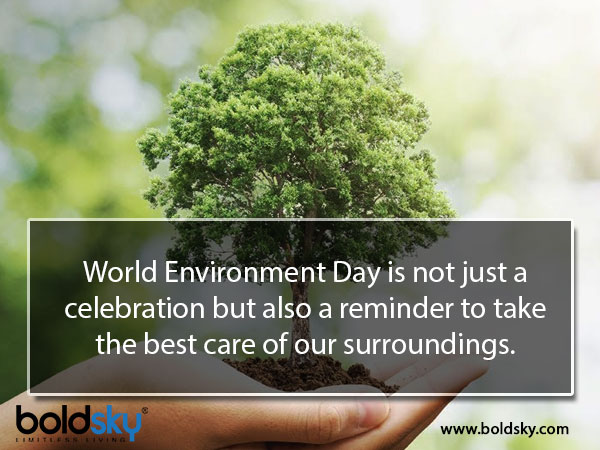 World Environment Day is not just a
celebration but also a reminder to take
the best care of our surroundings.
boldsky®
LIMITLESS LIVING
www.boldsky.com